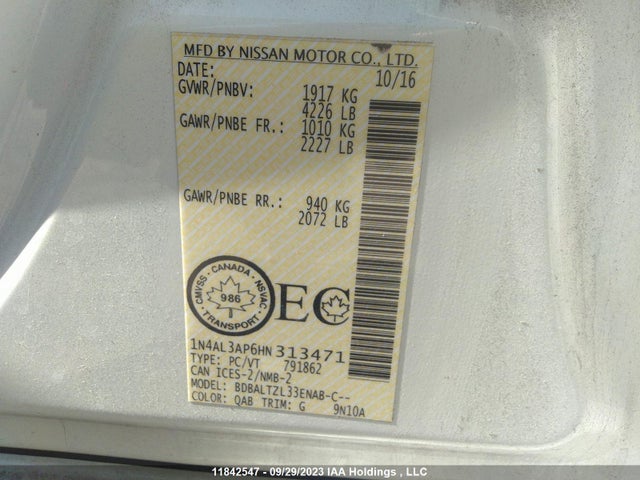 MFD BY NISSAN MOTOR CO., LTD.
DATE: 10/16
GVWR/PNBV: 1917 KG
4226 LB
GAWR/PNBE FR.: 1010 KG
2227 LB
GAWR/PNBE RR.: 940 KG
2072 LB
CMVSS · CANADA · NSVAC
986
TRANSPORT
EC
1N4AL3AP6HN313471
TYPE: PC/VT 791862
CAN ICES-2/NMB-2
MODEL: BDBALTZL33ENAB-C--
COLOR: QAB TRIM: G 9N10A
11842547 - 09/29/2023 IAA Holdings , LLC